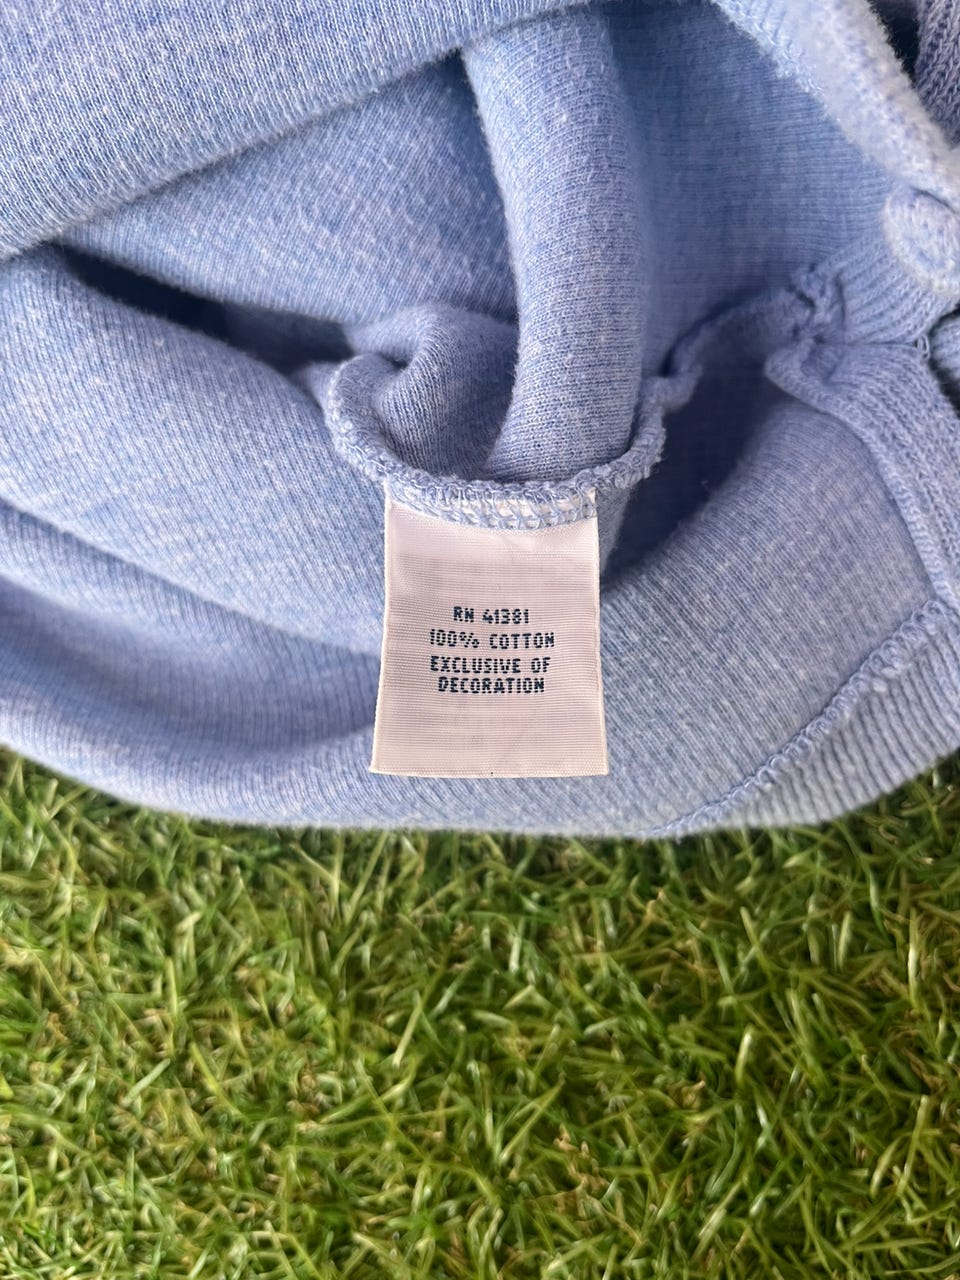 RN 41381
100% COTTON
EXCLUSIVE OF
DECORATION